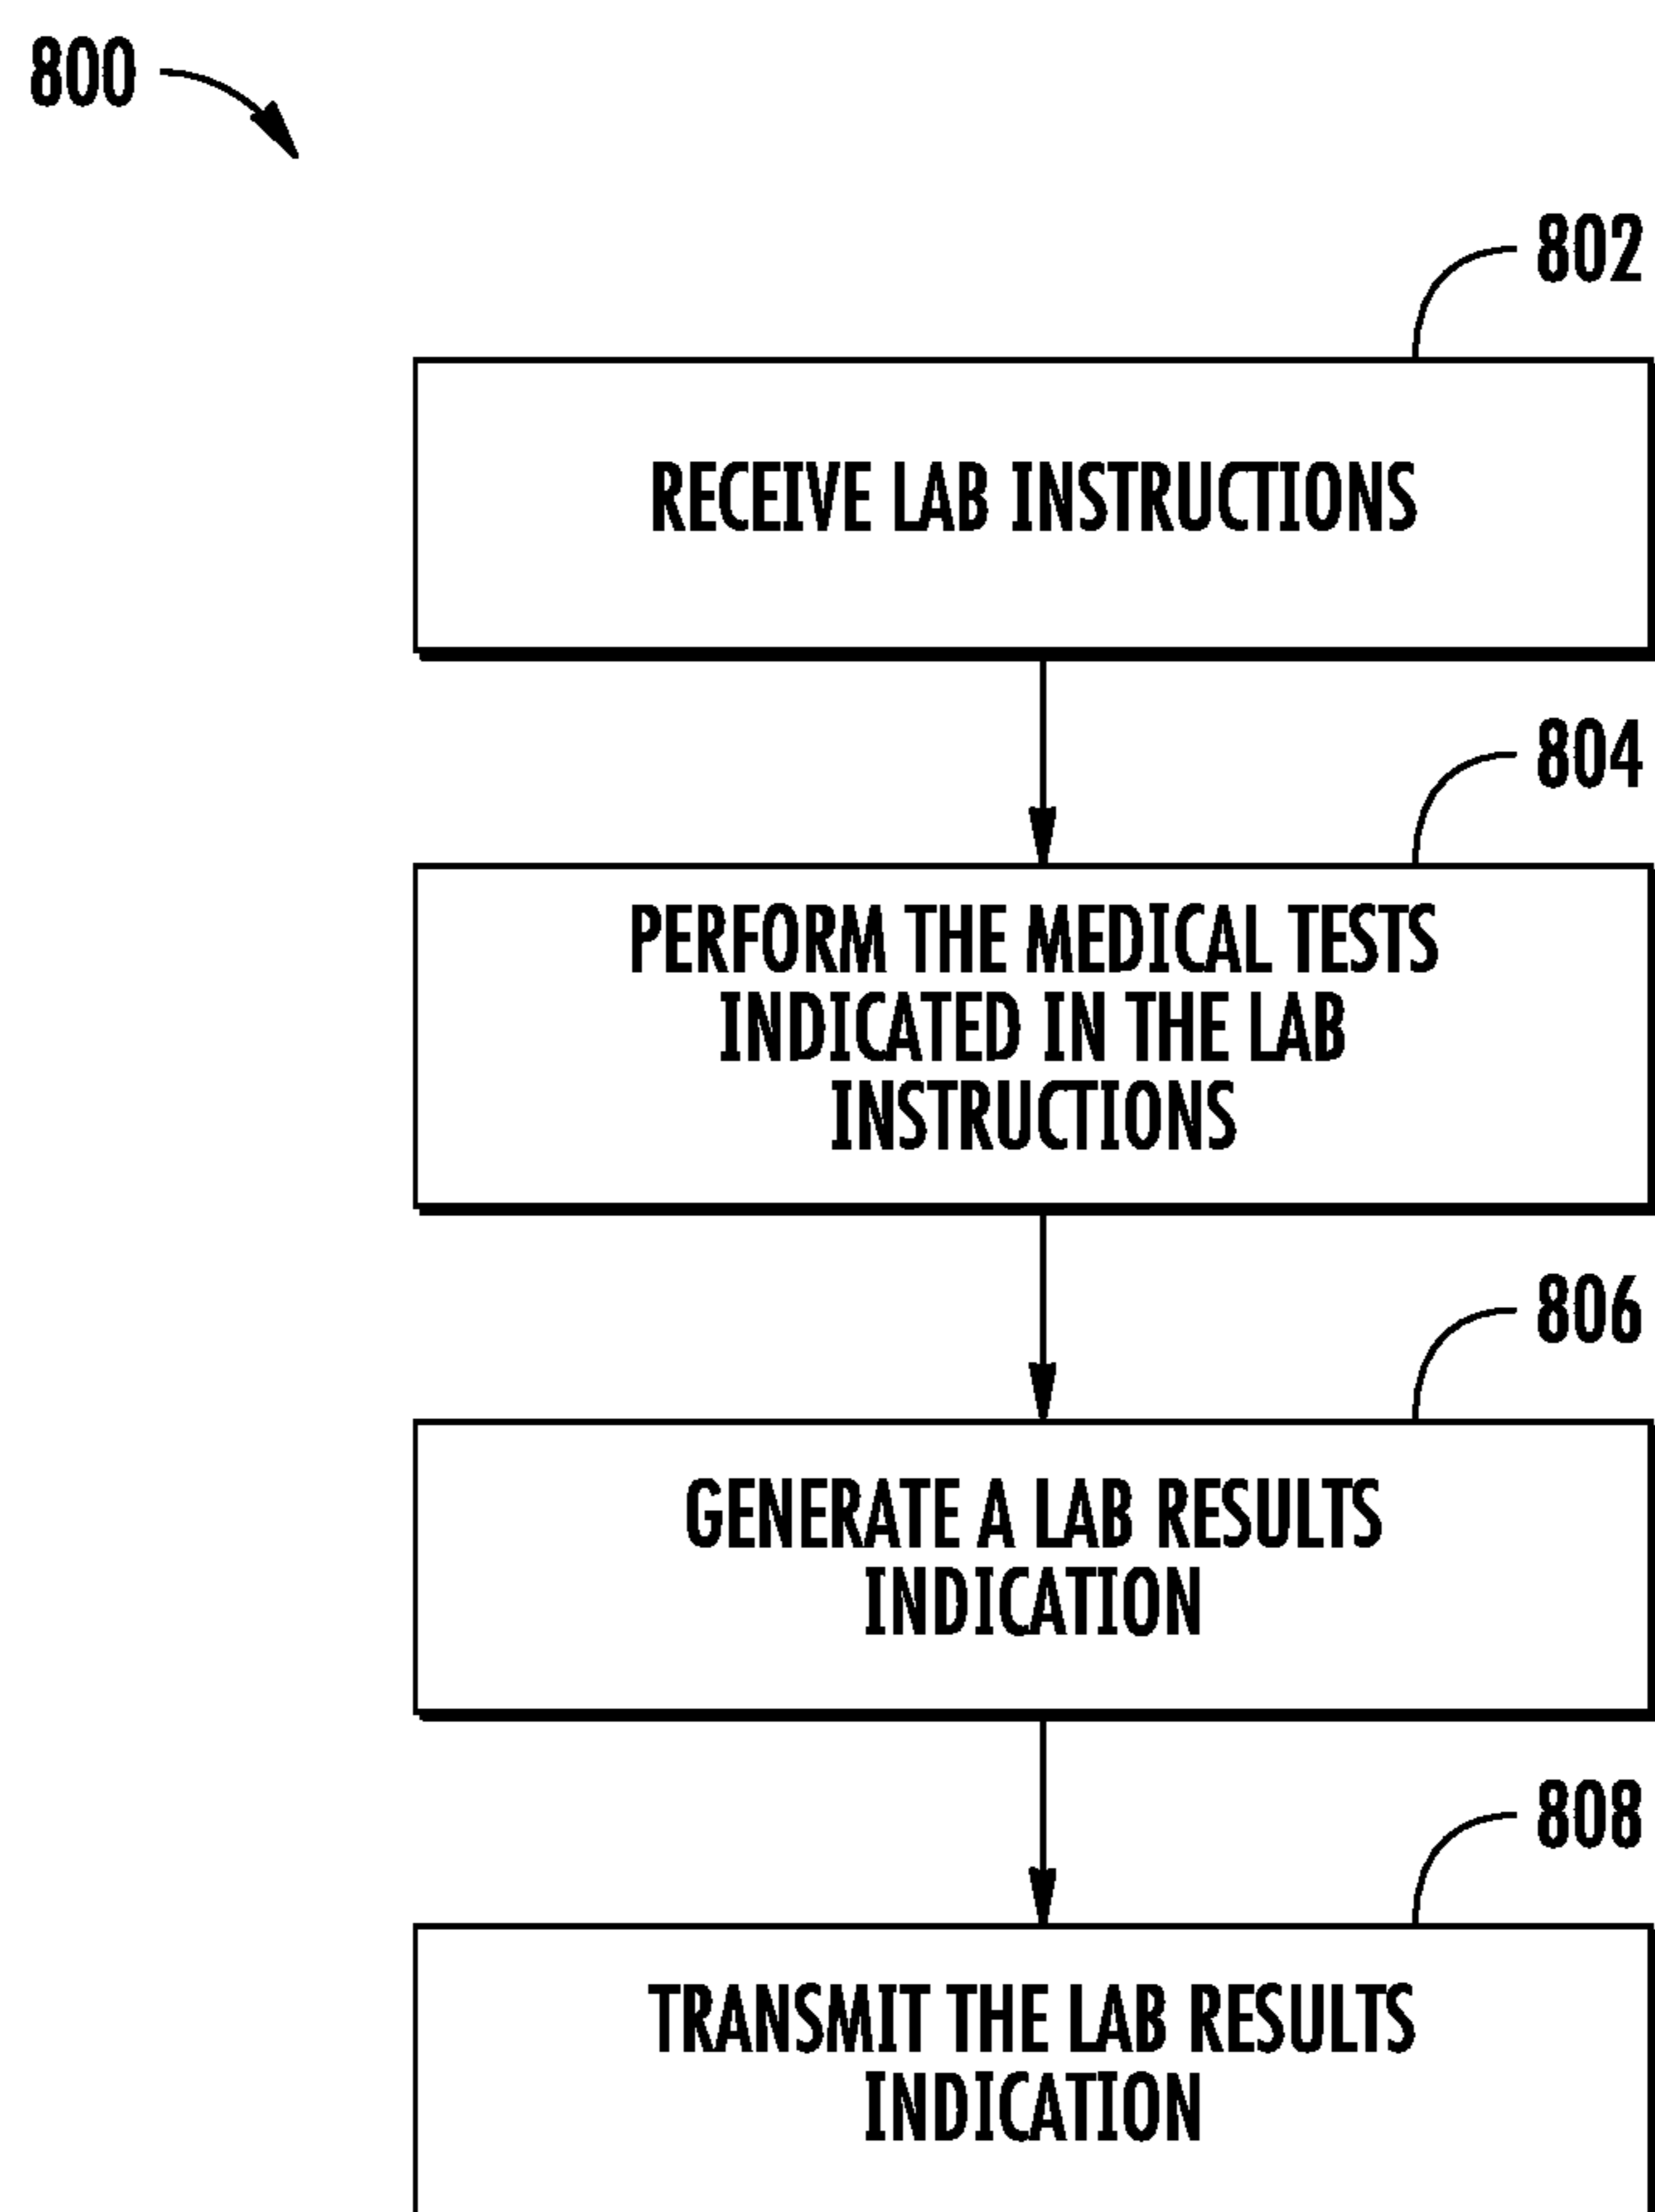 800
802
RECEIVE LAB INSTRUCTIONS
804
PERFORM THE MEDICAL TESTS
INDICATED IN THE LAB
INSTRUCTIONS
806
GENERATE A LAB RESULTS
INDICATION
808
TRANSMIT THE LAB RESULTS
INDICATION